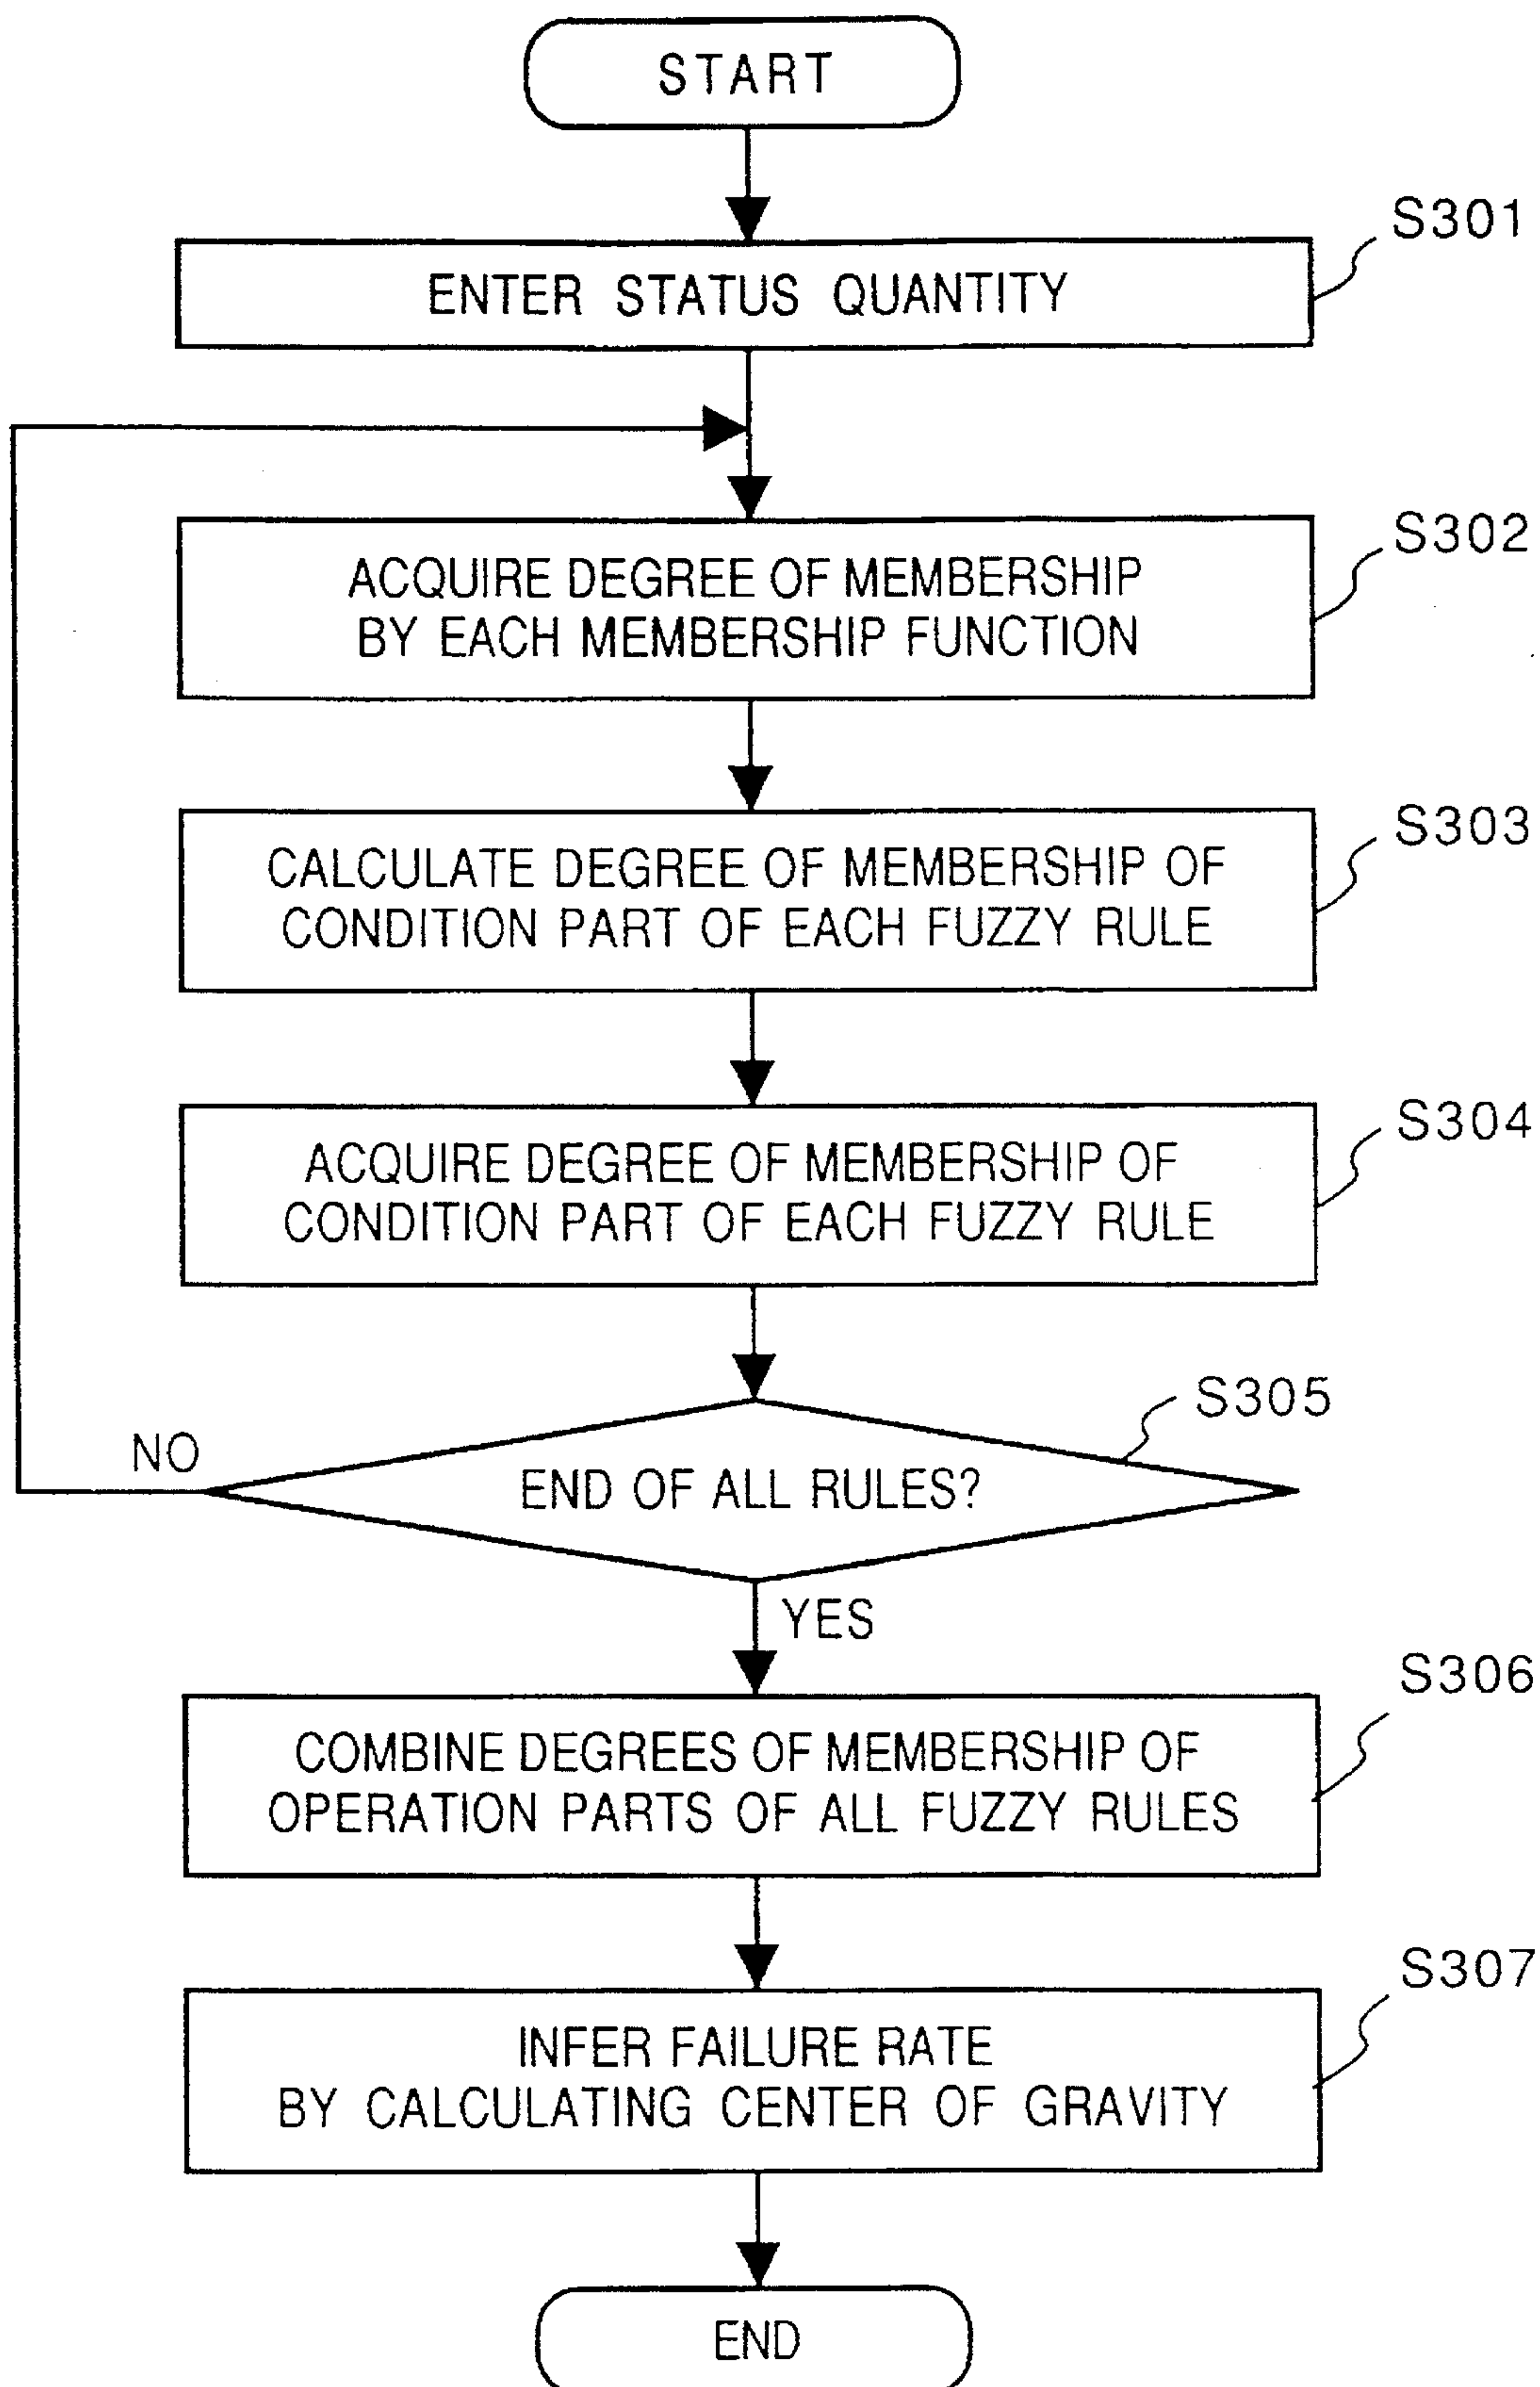 START
S301
ENTER STATUS QUANTITY
S302
ACQUIRE DEGREE OF MEMBERSHIP
BY EACH MEMBERSHIP FUNCTION
S303
CALCULATE DEGREE OF MEMBERSHIP OF
CONDITION PART OF EACH FUZZY RULE
S304
ACQUIRE DEGREE OF MEMBERSHIP OF
CONDITION PART OF EACH FUZZY RULE
S305
NO
END OF ALL RULES?
YES
S306
COMBINE DEGREES OF MEMBERSHIP OF
OPERATION PARTS OF ALL FUZZY RULES
S307
INFER FAILURE RATE
BY CALCULATING CENTER OF GRAVITY
END